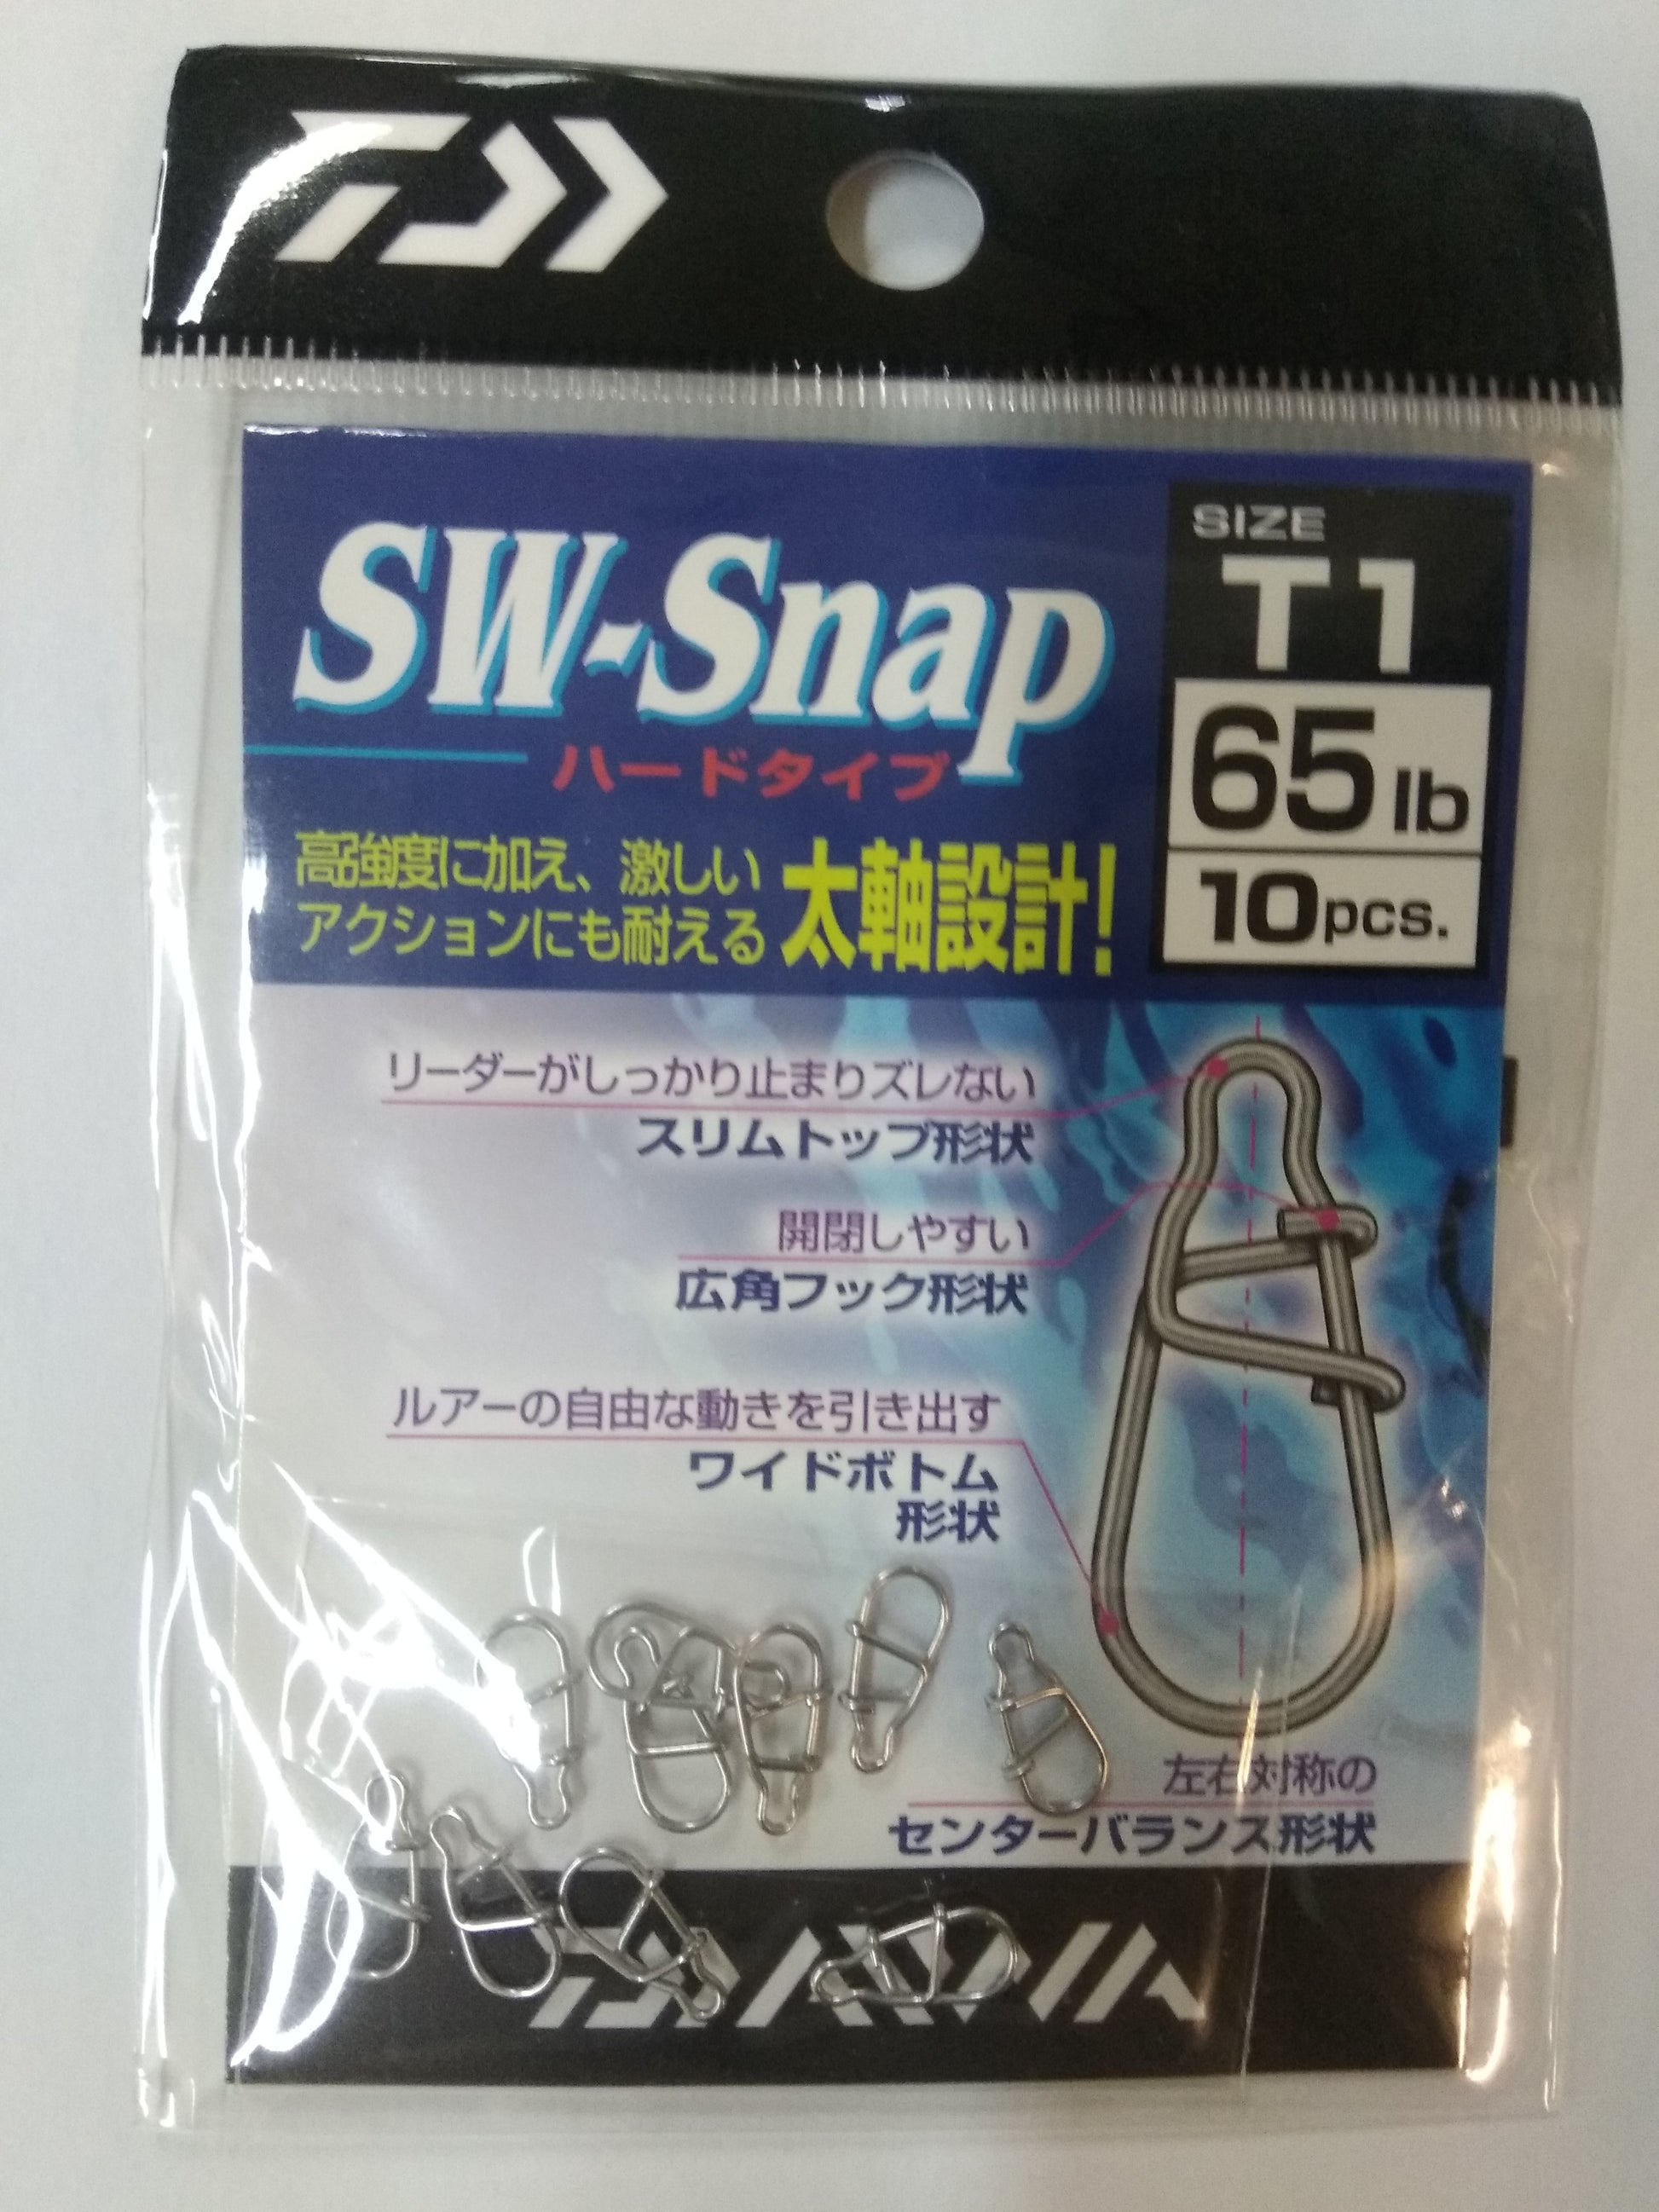 SW-Snap
ハードタイプ
高強度に加え、激しい
アクションにも耐える
太軸設計!
SIZE
T1
65 lb
10pcs.
リーダーがしっかり止まりズレない
スリムトップ形状
開閉しやすい
広角フック形状
ルアーの自由な動きを引き出す
ワイドボトム
形状
左右対称の
センターバランス形状
DAIWA